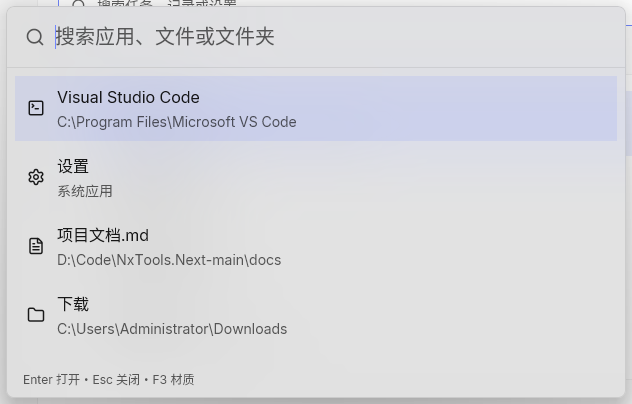 搜索应用、文件或文件夹
Visual Studio Code
C:\Program Files\Microsoft VS Code
设置
系统应用
项目文档.md
D:\Code\NxTools.Next-main\docs
下载
C:\Users\Administrator\Downloads
Enter 打开 • Esc 关闭 • F3 材质